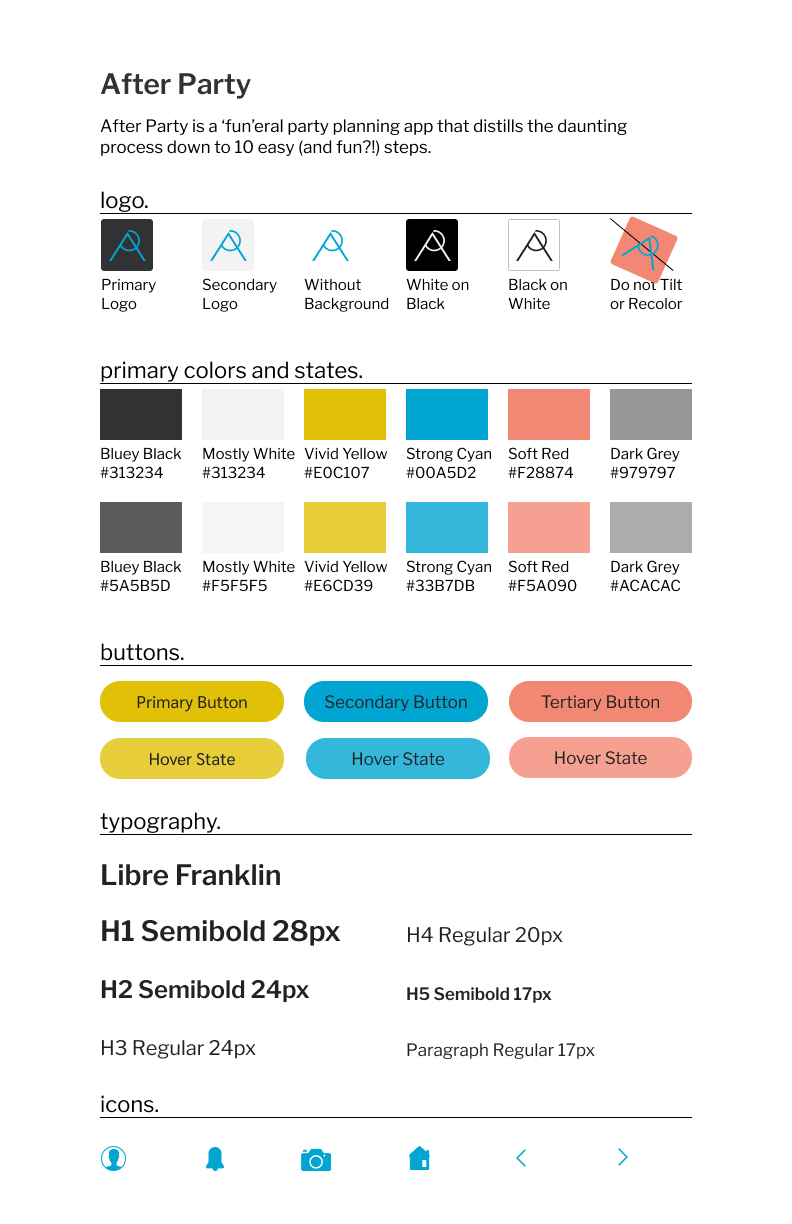 After Party
After Party is a ‘fun’eral party planning app that distills the daunting
process down to 10 easy (and fun?!) steps.
logo.
Primary
Logo
Secondary
Logo
Without
Background
White on
Black
Black on
White
Do not Tilt
or Recolor
primary colors and states.
Bluey Black
#313234
Mostly White
#313234
Vivid Yellow
#E0C107
Strong Cyan
#00A5D2
Soft Red
#F28874
Dark Grey
#979797
Bluey Black
#5A5B5D
Mostly White
#F5F5F5
Vivid Yellow
#E6CD39
Strong Cyan
#33B7DB
Soft Red
#F5A090
Dark Grey
#ACACAC
buttons.
Primary Button
Secondary Button
Tertiary Button
Hover State
Hover State
Hover State
typography.
Libre Franklin
H1 Semibold 28px
H2 Semibold 24px
H3 Regular 24px
H4 Regular 20px
H5 Semibold 17px
Paragraph Regular 17px
icons.